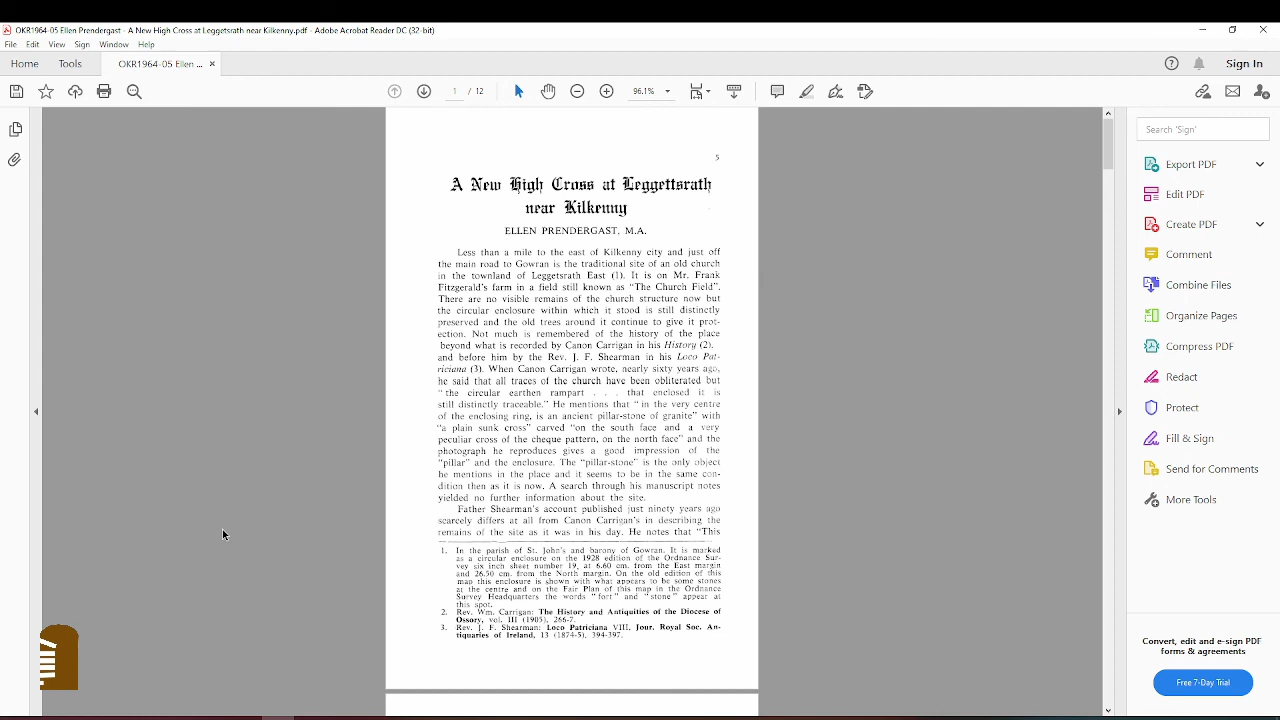 OKR1964-05 Ellen Prendergast - A New High Cross at Leggetsrath near Kilkenny.pdf - Adobe Acrobat Reader DC (32-bit)
File Edit View Sign Window Help
Home Tools OKR1964-05 Ellen ... × Sign In
1 / 12 96.1%
Search 'Sign'
Export PDF
Edit PDF
Create PDF
Comment
Combine Files
Organize Pages
Compress PDF
Redact
Protect
Fill & Sign
Send for Comments
More Tools
Convert, edit and e-sign PDF
forms & agreements
Free 7-Day Trial
5
A New High Cross at Leggettsrath
near Kilkenny
ELLEN PRENDERGAST, M.A.
Less than a mile to the east of Kilkenny city and just off
the main road to Gowran is the traditional site of an old church
in the townland of Leggetsrath East (1). It is on Mr. Frank
Fitzgerald's farm in a field still known as "The Church Field".
There are no visible remains of the church structure now but
the circular enclosure within which it stood is still distinctly
preserved and the old trees around it continue to give it prot-
ection. Not much is remembered of the history of the place
beyond what is recorded by Canon Carrigan in his History (2).
and before him by the Rev. J. F. Shearman in his Loco Pat-
riciana (3). When Canon Carrigan wrote, nearly sixty years ago,
he said that all traces of the church have been obliterated but
"the circular earthen rampart . . . that enclosed it is
still distinctly traceable." He mentions that "in the very centre
of the enclosing ring, is an ancient pillar-stone of granite" with
"a plain sunk cross" carved "on the south face and a very
peculiar cross of the cheque pattern, on the north face" and the
photograph he reproduces gives a good impression of the
"pillar" and the enclosure. The "pillar-stone" is the only object
he mentions in the place and it seems to be in the same con-
dition then as it is now. A search through his manuscript notes
yielded no further information about the site.
Father Shearman's account published just ninety years ago
scarcely differs at all from Canon Carrigan's in describing the
remains of the site as it was in his day. He notes that "This
1. In the parish of St. John's and barony of Gowran. It is marked
as a circular enclosure on the 1928 edition of the Ordnance Sur-
vey six inch sheet number 19, at 6.60 cm. from the East margin
and 26.50 cm. from the North margin. On the old edition of this
map this enclosure is shown with what appears to be some stones
at the centre and on the Fair Plan of this map in the Ordnance
Survey Headquarters the words "fort" and "stone" appear at
this spot.
2. Rev. Wm. Carrigan: The History and Antiquities of the Diocese of
Ossory, vol. III (1905), 266-7.
3. Rev. J. F. Shearman: Loco Patriciana VIII, Jour. Royal Soc. An-
tiquaries of Ireland, 13 (1874-5), 394-397.